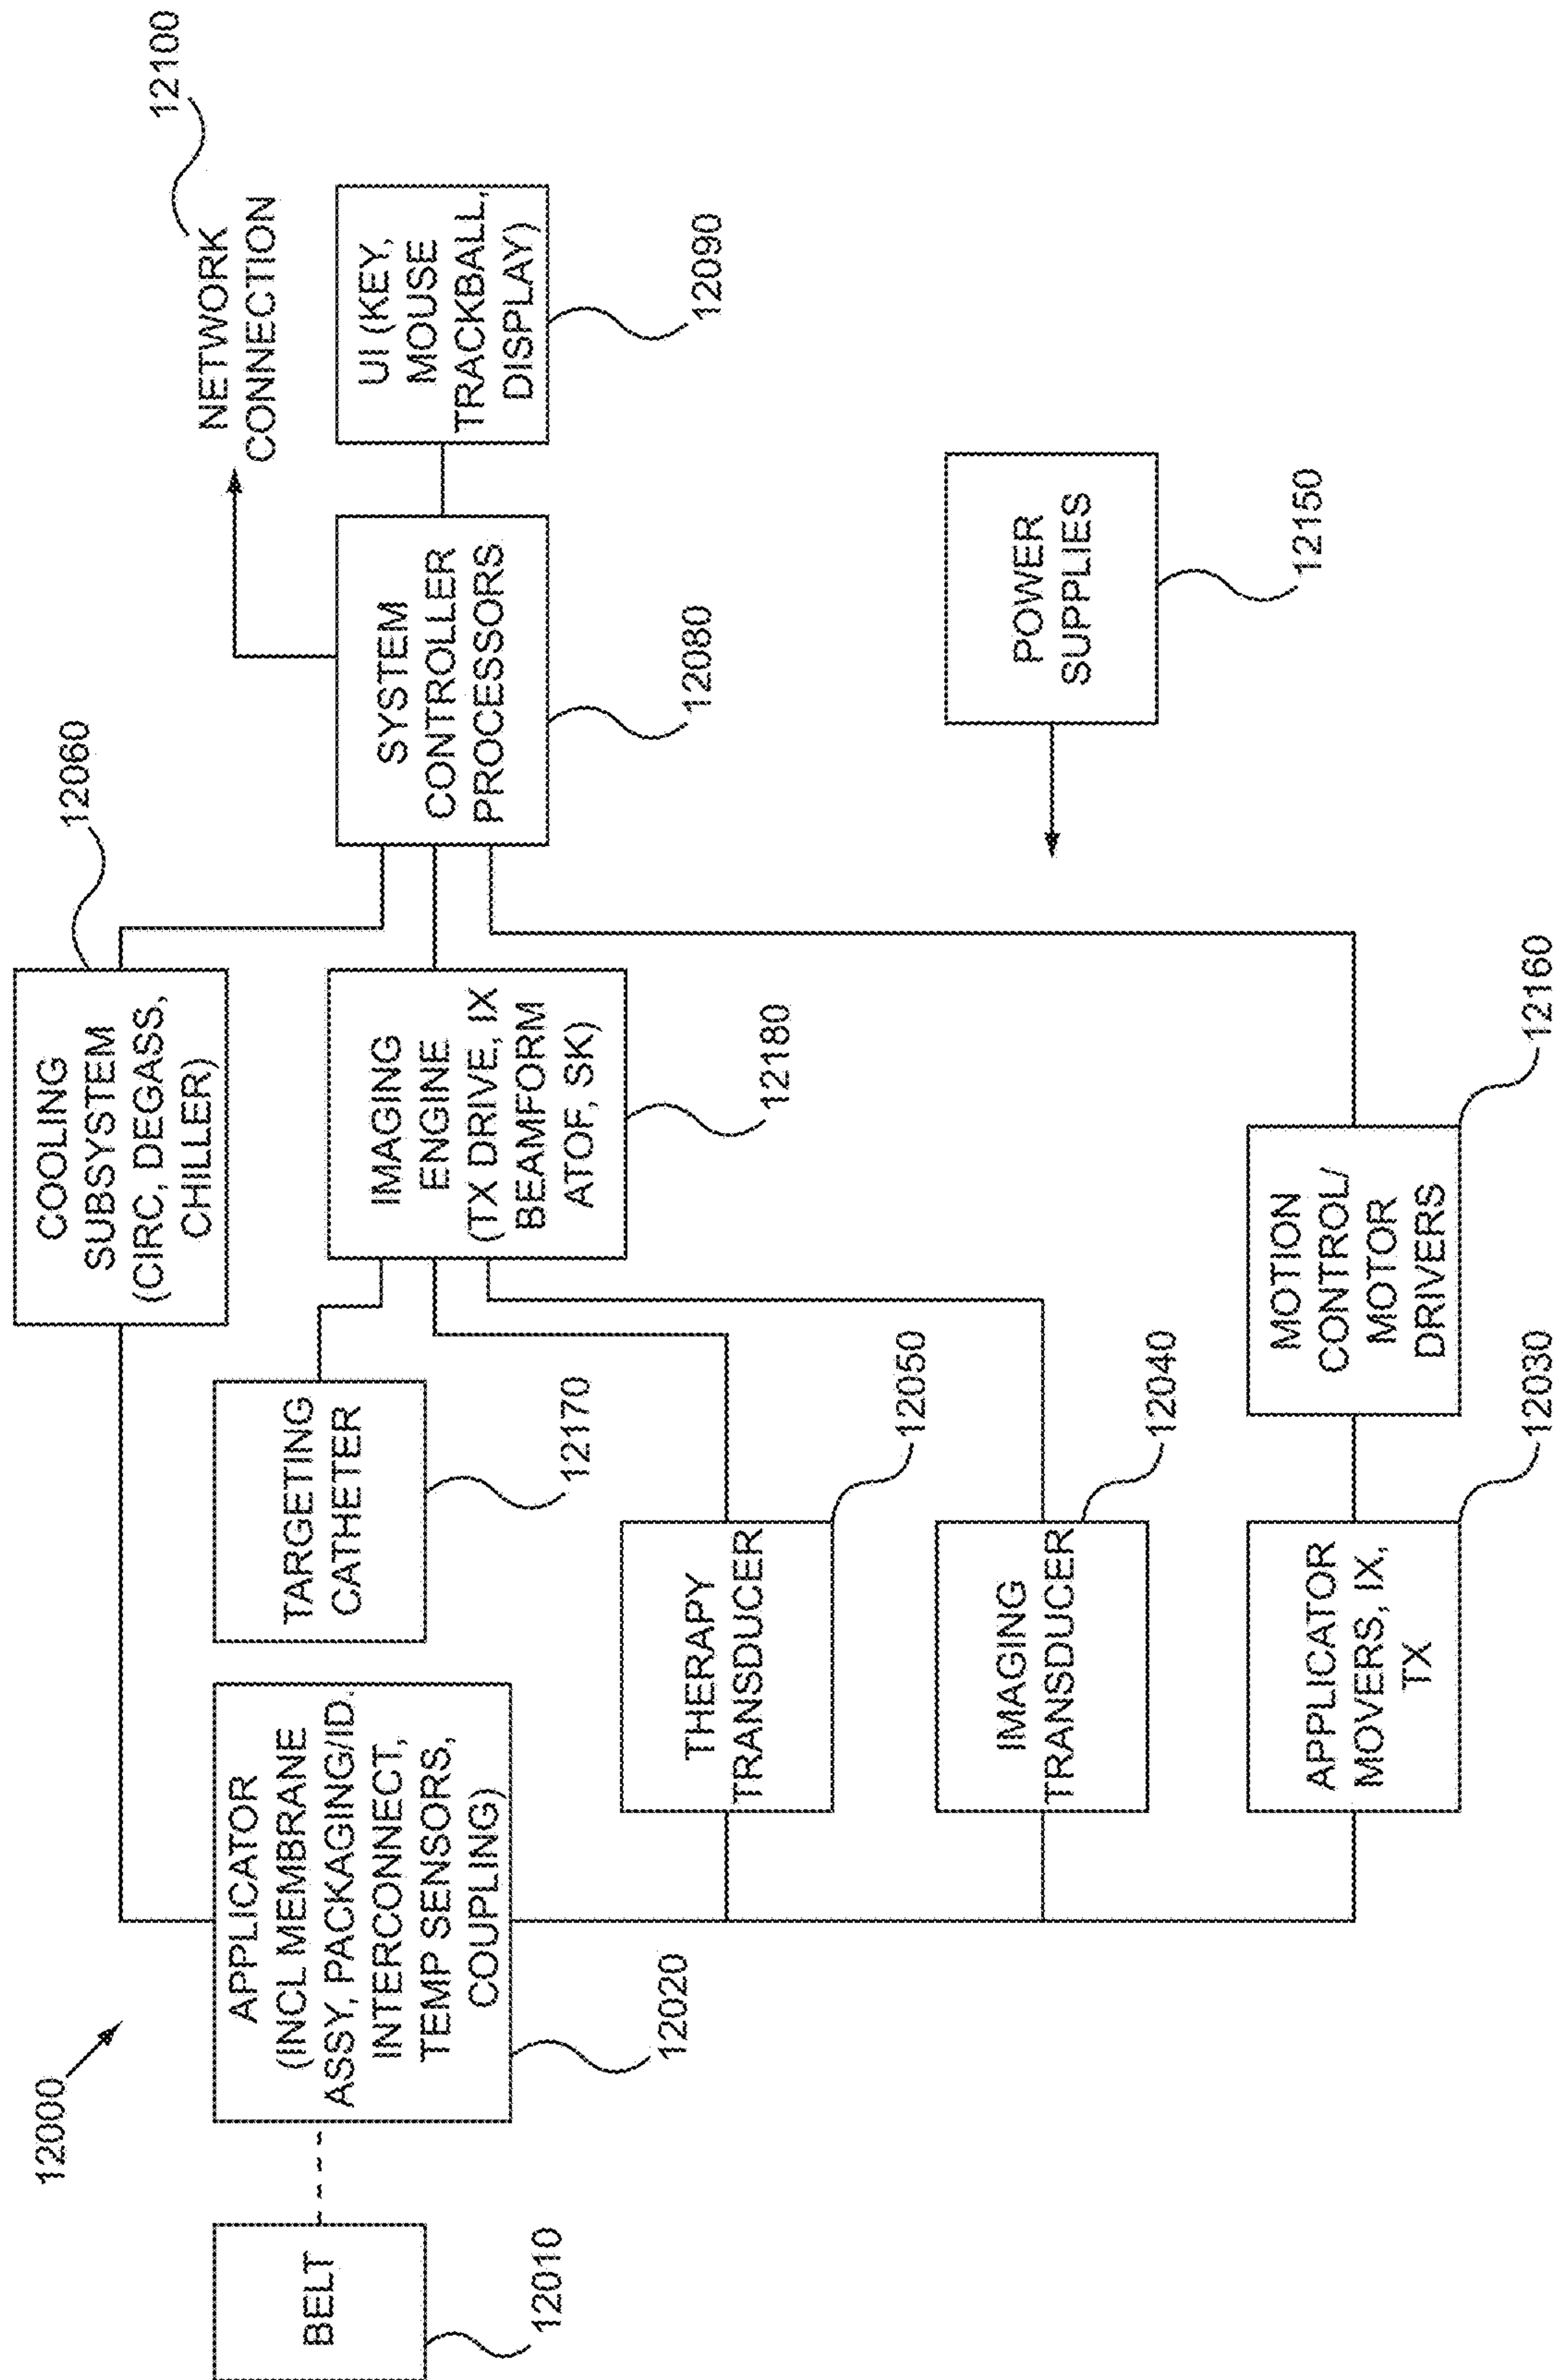 12000
BELT
12010
APPLICATOR
(INCL MEMBRANE
ASSY, PACKAGING/ID.
INTERCONNECT,
TEMP SENSORS,
COUPLING)
12020
COOLING
SUBSYSTEM
(CIRC, DEGASS,
CHILLER)
12060
TARGETING
CATHETER
12170
IMAGING
ENGINE
(TX DRIVE, IX
BEAMFORM
ATOF, SK)
12180
THERAPY
TRANSDUCER
12050
IMAGING
TRANSDUCER
12040
APPLICATOR
MOVERS, IX,
TX
12030
MOTION
CONTROL/
MOTOR
DRIVERS
12160
SYSTEM
CONTROLLER
PROCESSORS
12080
NETWORK
CONNECTION
12100
UI (KEY,
MOUSE
TRACKBALL,
DISPLAY)
12090
POWER
SUPPLIES
12150